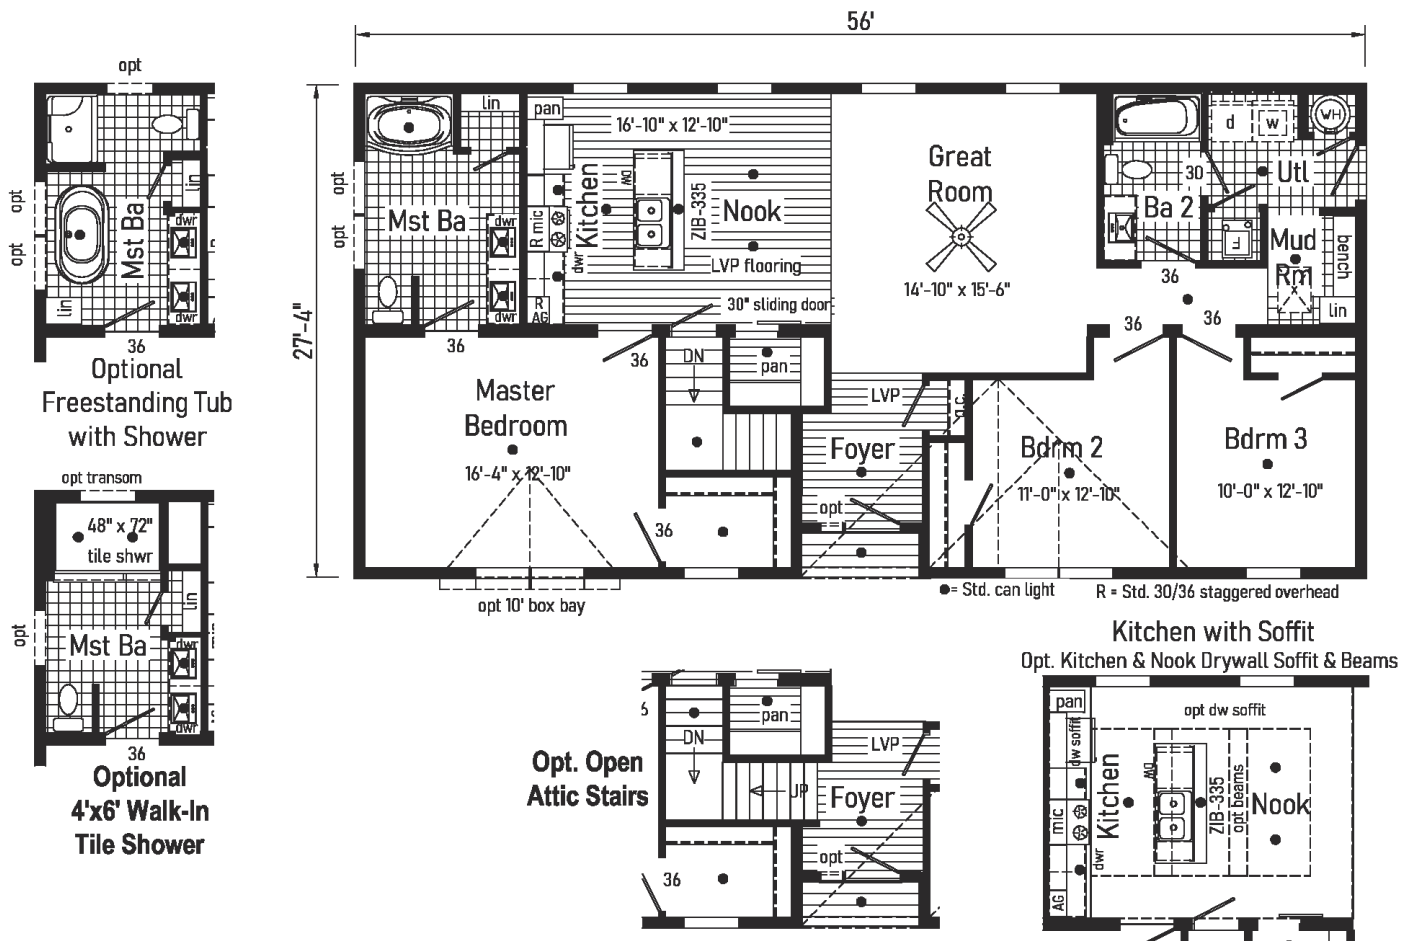 56'
27'-4"
opt
opt
opt
lin
Mst Ba
dwr
dwr
lin
36
Optional
Freestanding Tub
with Shower
opt transom
48" x 72"
tile shwr
opt
lin
Mst Ba
dwr
dwr
36
Optional
4'x6' Walk-In
Tile Shower
opt
opt
lin
Mst Ba
dwr
dwr
36
pan
16'-10" x 12'-10"
Kitchen
R mic
dwr
R
AG
DW
ZIB-335
Nook
LVP flooring
30" sliding door
Great
Room
14'-10" x 15'-6"
d
w
WH
30
Utl
Ba 2
LF
Mud
Rm
x
bench
lin
36
36
36
36
DN
pan
Master
Bedroom
16'-4" x 12'-10"
36
opt 10' box bay
LVP
Foyer
opt
g.c.
Bdrm 2
11'-0" x 12'-10"
Bdrm 3
10'-0" x 12'-10"
= Std. can light
R = Std. 30/36 staggered overhead
Opt. Open
Attic Stairs
DN
pan
UP
LVP
Foyer
opt
36
Kitchen with Soffit
Opt. Kitchen & Nook Drywall Soffit & Beams
pan
opt dw soffit
dw soffit
Kitchen
mic
dwr
AG
DW
ZIB-335
opt beams
Nook